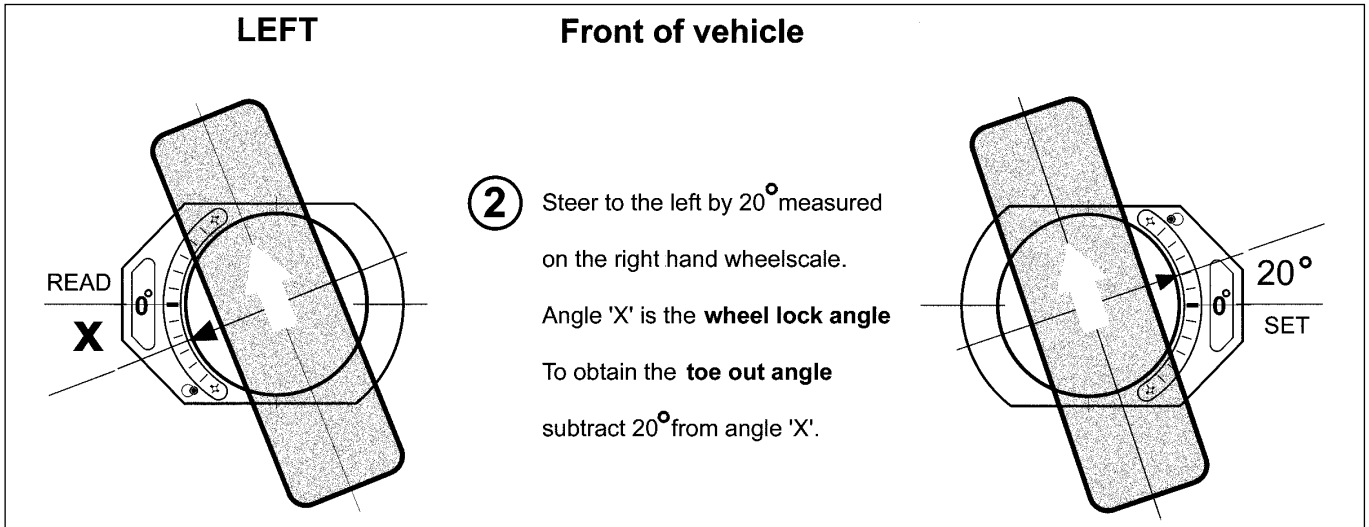 LEFT
Front of vehicle
2
Steer to the left by 20° measured
on the right hand wheelscale.
Angle 'X' is the wheel lock angle
To obtain the toe out angle
subtract 20° from angle 'X'.
READ
X
0°
0°
20°
SET